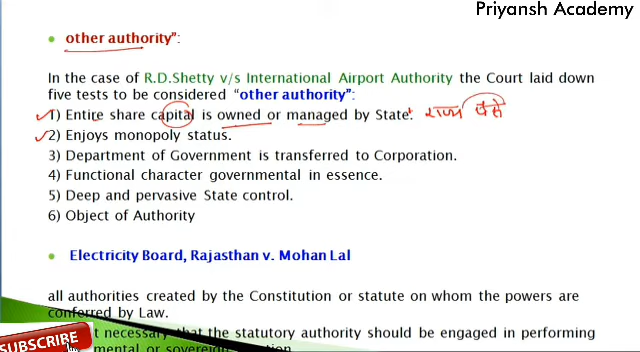 Priyansh Academy
other authority”:
In the case of R.D.Shetty v/s International Airport Authority the Court laid down
five tests to be considered “other authority”:
1) Entire share capital is owned or managed by State. राज्य पैसे
2) Enjoys monopoly status.
3) Department of Government is transferred to Corporation.
4) Functional character governmental in essence.
5) Deep and pervasive State control.
6) Object of Authority
Electricity Board, Rajasthan v. Mohan Lal
all authorities created by the Constitution or statute on whom the powers are
conferred by Law.
t necessary that the statutory authority should be engaged in performing
mental or sovereign function
SUBSCRIBE